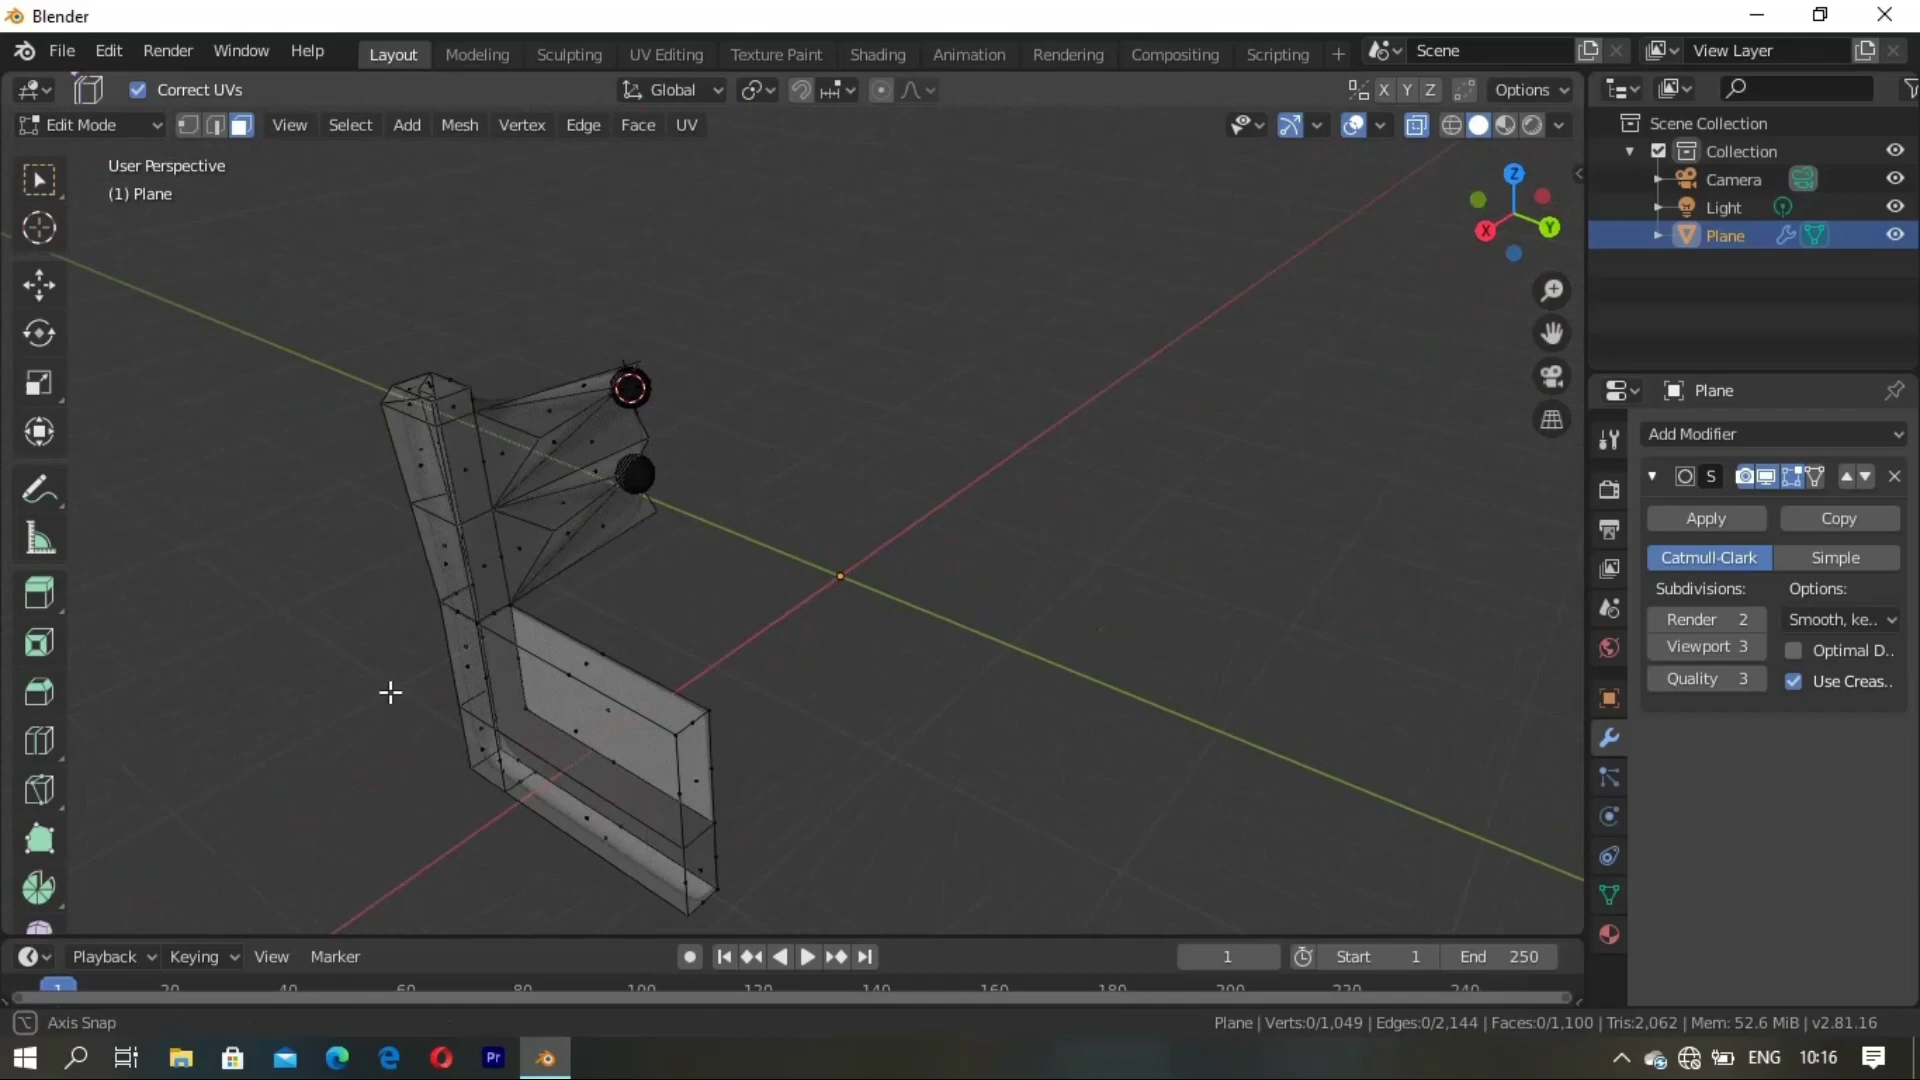 Blender
File Edit Render Window Help Layout Modeling Sculpting UV Editing Texture Paint Shading Animation Rendering Compositing Scripting + Scene View Layer
Correct UVs Global X Y Z Options
Edit Mode View Select Add Mesh Vertex Edge Face UV
User Perspective
(1) Plane
Z
X
Y
Scene Collection
Collection
Camera
Light
Plane
Plane
Add Modifier
S
Apply Copy
Catmull-Clark Simple
Subdivisions: Options:
Render 2 Smooth, ke..
Viewport 3 Optimal D..
Quality 3 Use Creas..
Playback Keying View Marker 1 Start 1 End 250
1 20 40 60 80 100 120 140 160 180 200 220 240
Axis Snap Plane | Verts:0/1,049 | Edges:0/2,144 | Faces:0/1,100 | Tris:2,062 | Mem: 52.6 MiB | v2.81.16
Pr ENG 10:16